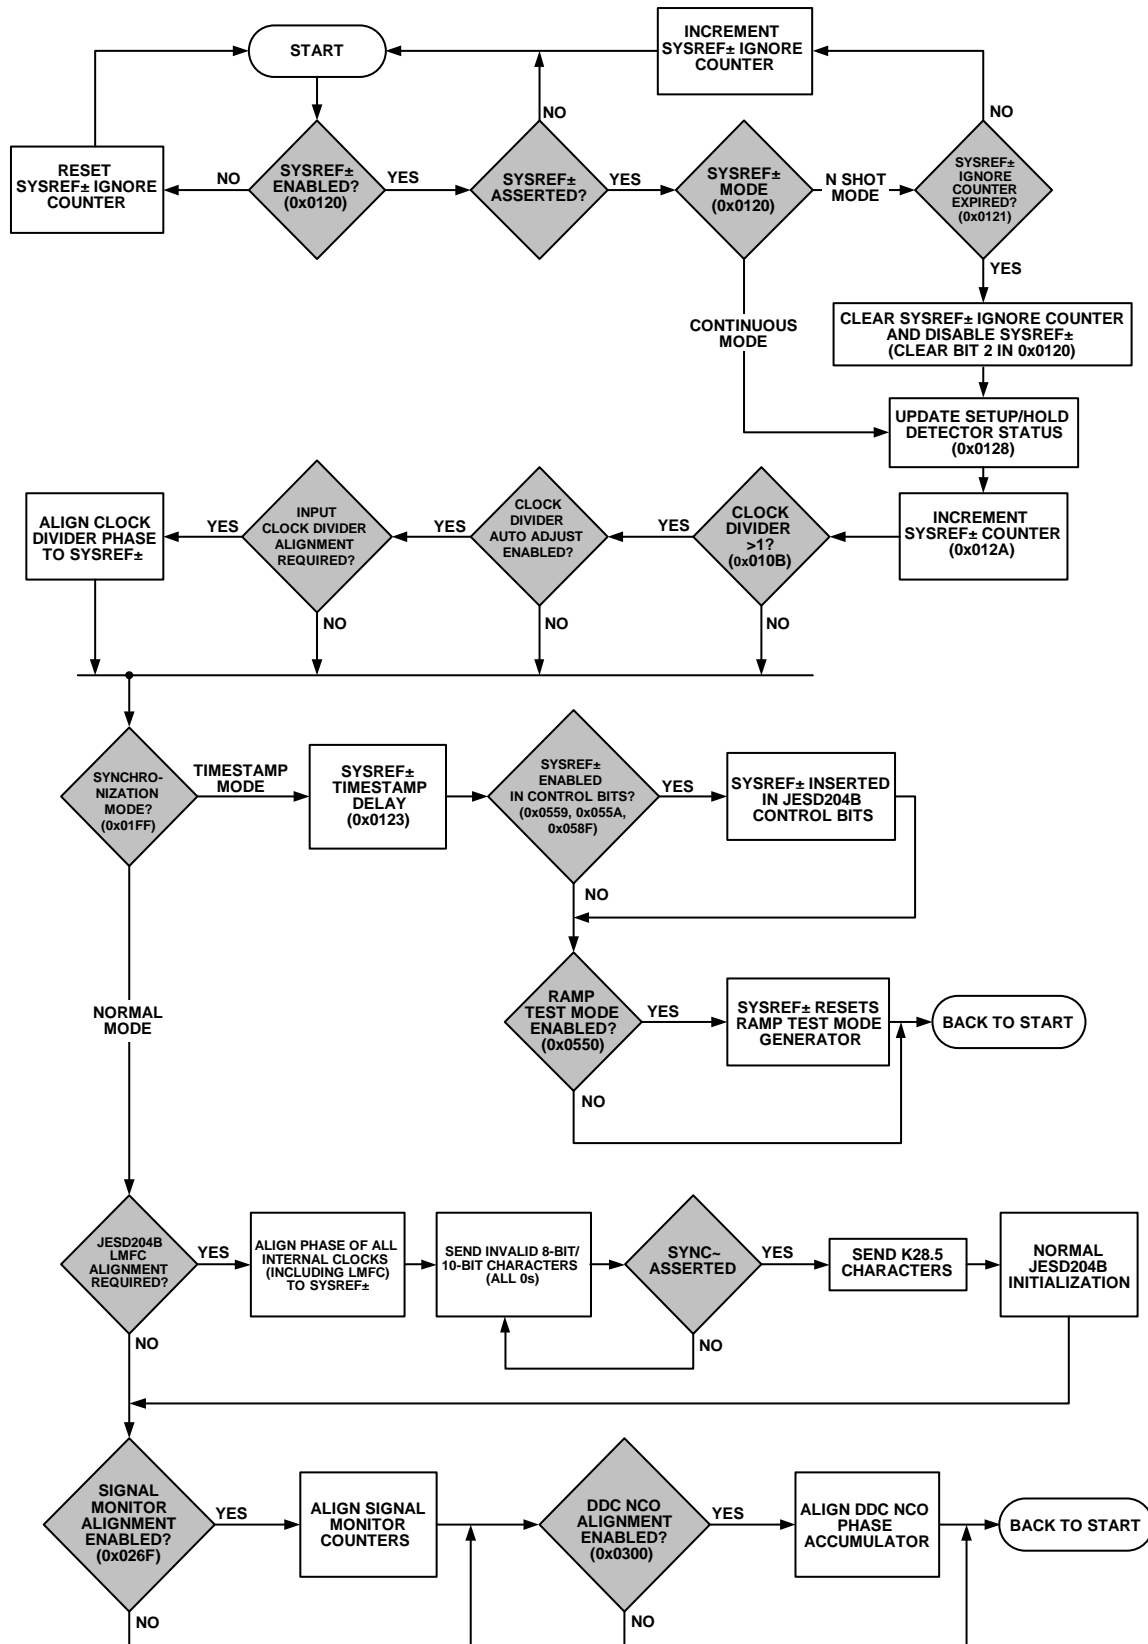 START
INCREMENT
SYSREF± IGNORE
COUNTER
NO
NO
RESET
SYSREF± IGNORE
COUNTER
NO
SYSREF±
ENABLED?
(0x0120)
YES
SYSREF±
ASSERTED?
YES
SYSREF±
MODE
(0x0120)
N SHOT
MODE
SYSREF±
IGNORE
COUNTER
EXPIRED?
(0x0121)
YES
CONTINUOUS
MODE
CLEAR SYSREF± IGNORE COUNTER
AND DISABLE SYSREF±
(CLEAR BIT 2 IN 0x0120)
UPDATE SETUP/HOLD
DETECTOR STATUS
(0x0128)
ALIGN CLOCK
DIVIDER PHASE
TO SYSREF±
YES
INPUT
CLOCK DIVIDER
ALIGNMENT
REQUIRED?
YES
CLOCK
DIVIDER
AUTO ADJUST
ENABLED?
YES
CLOCK
DIVIDER
>1?
(0x010B)
INCREMENT
SYSREF± COUNTER
(0x012A)
NO
NO
NO
SYNCHRO-
NIZATION
MODE?
(0x01FF)
TIMESTAMP
MODE
SYSREF±
TIMESTAMP
DELAY
(0x0123)
SYSREF±
ENABLED
IN CONTROL BITS?
(0x0559, 0x055A,
0x058F)
YES
SYSREF± INSERTED
IN JESD204B
CONTROL BITS
NO
NORMAL
MODE
RAMP
TEST MODE
ENABLED?
(0x0550)
YES
SYSREF± RESETS
RAMP TEST MODE
GENERATOR
BACK TO START
NO
JESD204B
LMFC
ALIGNMENT
REQUIRED?
YES
ALIGN PHASE OF ALL
INTERNAL CLOCKS
(INCLUDING LMFC)
TO SYSREF±
SEND INVALID 8-BIT/
10-BIT CHARACTERS
(ALL 0s)
SYNC~
ASSERTED
YES
SEND K28.5
CHARACTERS
NORMAL
JESD204B
INITIALIZATION
NO
NO
SIGNAL
MONITOR
ALIGNMENT
ENABLED?
(0x026F)
YES
ALIGN SIGNAL
MONITOR
COUNTERS
DDC NCO
ALIGNMENT
ENABLED?
(0x0300)
YES
ALIGN DDC NCO
PHASE
ACCUMULATOR
BACK TO START
NO
NO